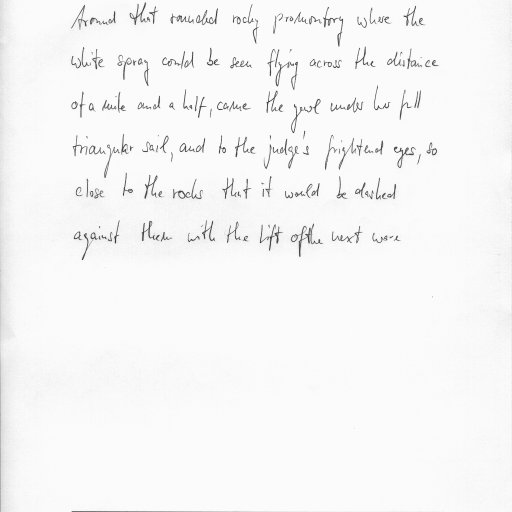 Around that rounded rocky promontory where the
white spray could be seen flying across the distance
of a mile and a half, came the yawl under her full
triangular sail, and to the judge's frightend eyes, so
close to the rocks that it would be dashed
against them with the lift of the next wave